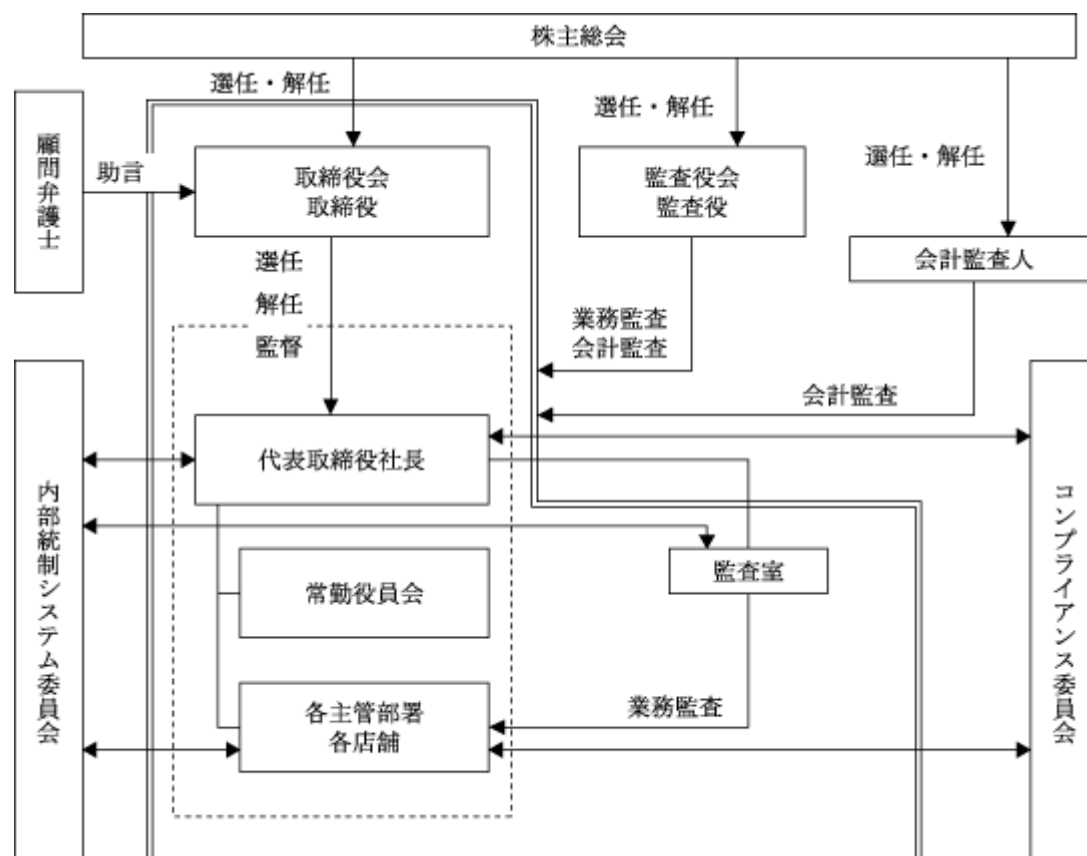 株主総会
選任・解任
選任・解任
選任・解任
顧問弁護士
助言
取締役会
取締役
監査役会
監査役
会計監査人
選任
解任
監督
業務監査
会計監査
会計監査
代表取締役社長
内部統制システム委員会
コンプライアンス委員会
監査室
常勤役員会
業務監査
各主管部署
各店舗